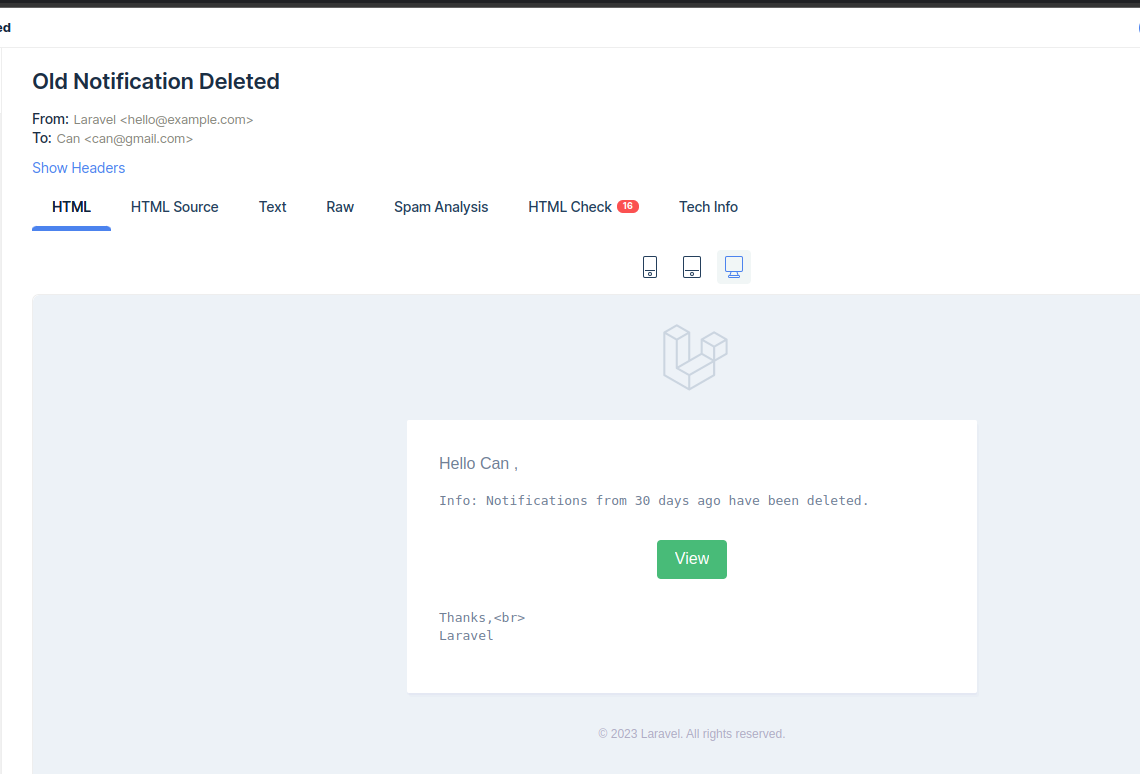 ed
Old Notification Deleted
From: Laravel <hello@example.com>
To: Can <can@gmail.com>
Show Headers
HTML HTML Source Text Raw Spam Analysis HTML Check 16 Tech Info
Hello Can ,
Info: Notifications from 30 days ago have been deleted.
View
Thanks,<br>
Laravel
© 2023 Laravel. All rights reserved.